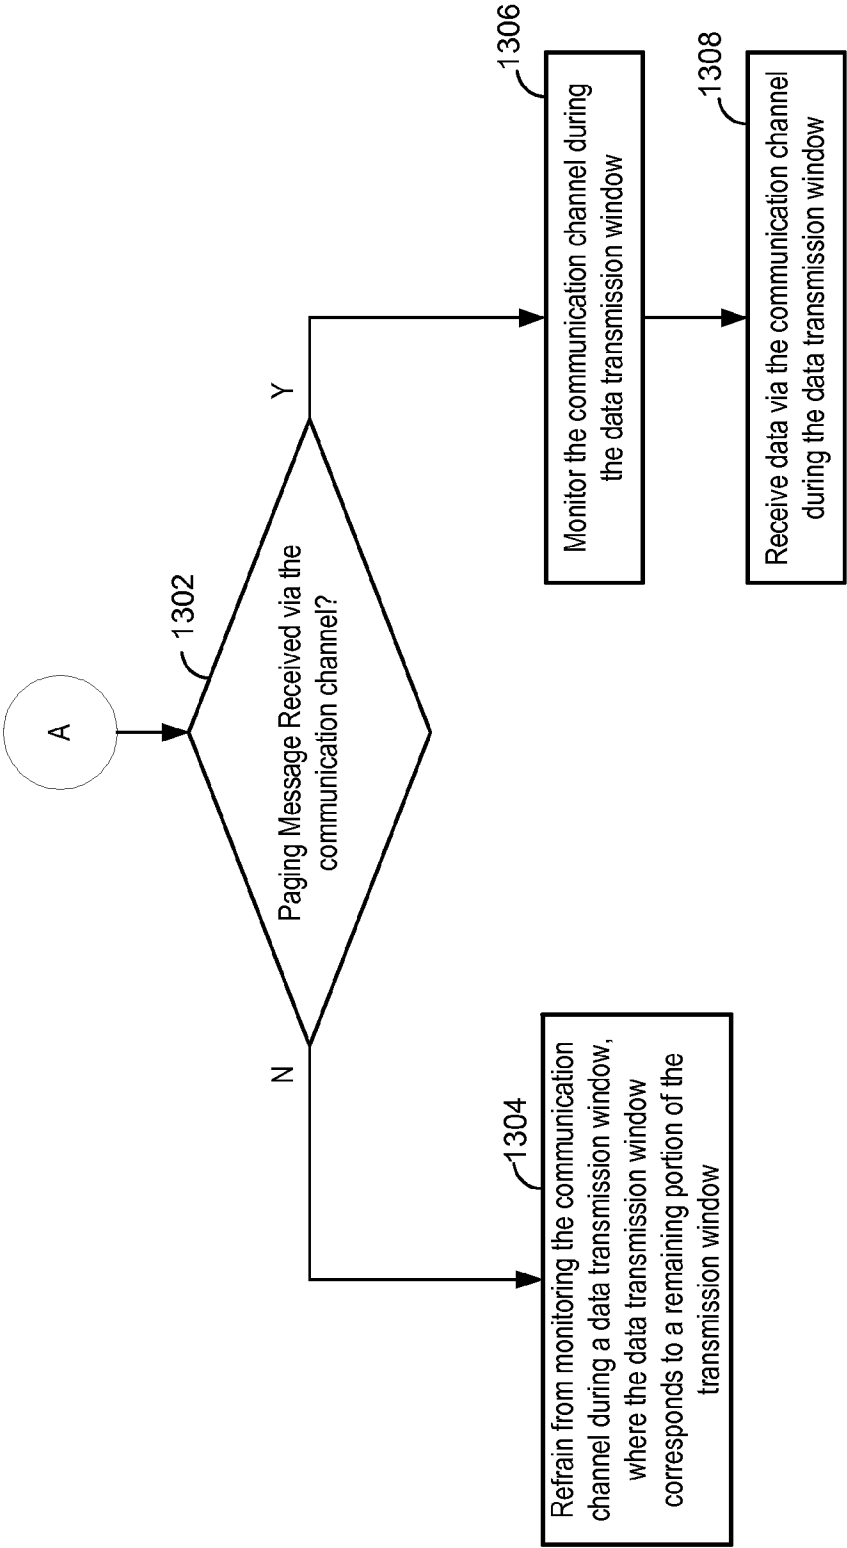 A
1302
Paging Message Received via the
communication channel?
N
Y
1304
Refrain from monitoring the communication
channel during a data transmission window,
where the data transmission window
corresponds to a remaining portion of the
transmission window
1306
Monitor the communication channel during
the data transmission window
1308
Receive data via the communication channel
during the data transmission window